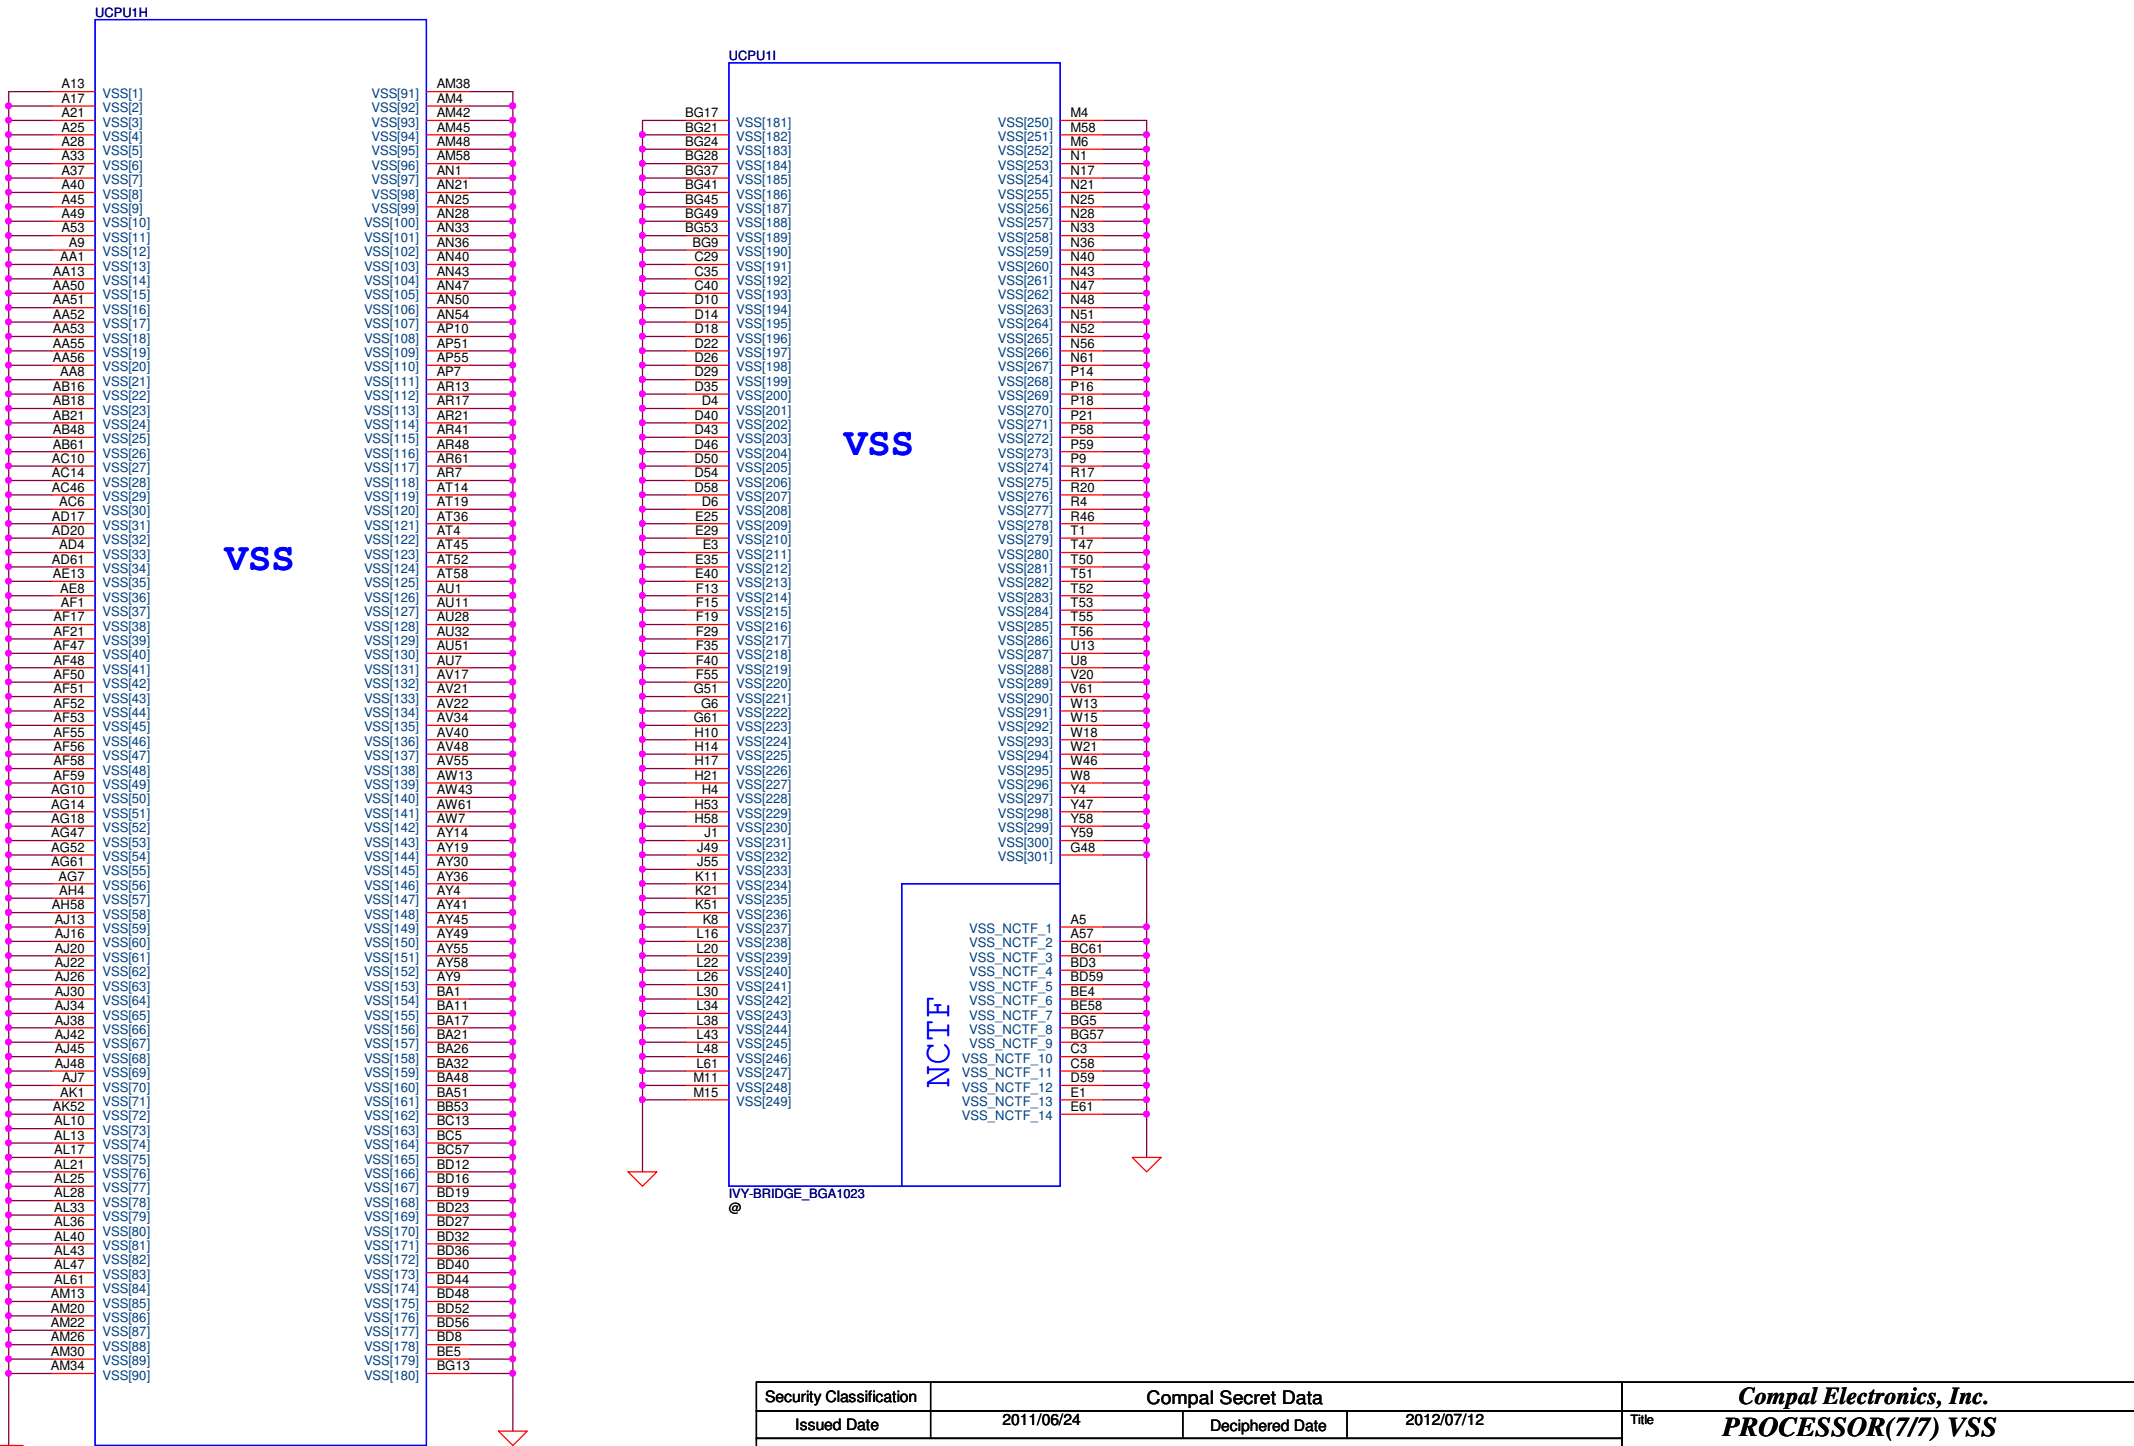 UCPU1H
A13 VSS[1]
A17 VSS[2]
A21 VSS[3]
A25 VSS[4]
A28 VSS[5]
A33 VSS[6]
A37 VSS[7]
A40 VSS[8]
A45 VSS[9]
A49 VSS[10]
A53 VSS[11]
A9 VSS[12]
AA1 VSS[13]
AA13 VSS[14]
AA50 VSS[15]
AA51 VSS[16]
AA52 VSS[17]
AA53 VSS[18]
AA55 VSS[19]
AA56 VSS[20]
AA8 VSS[21]
AB16 VSS[22]
AB18 VSS[23]
AB21 VSS[24]
AB48 VSS[25]
AB61 VSS[26]
AC10 VSS[27]
AC14 VSS[28]
AC46 VSS[29]
AC6 VSS[30]
AD17 VSS[31]
AD20 VSS[32]
AD4 VSS[33]
AD61 VSS[34]
AE13 VSS[35]
AE8 VSS[36]
AF1 VSS[37]
AF17 VSS[38]
AF21 VSS[39]
AF47 VSS[40]
AF48 VSS[41]
AF50 VSS[42]
AF51 VSS[43]
AF52 VSS[44]
AF53 VSS[45]
AF55 VSS[46]
AF56 VSS[47]
AF58 VSS[48]
AF59 VSS[49]
AG10 VSS[50]
AG14 VSS[51]
AG18 VSS[52]
AG47 VSS[53]
AG52 VSS[54]
AG61 VSS[55]
AG7 VSS[56]
AH4 VSS[57]
AH58 VSS[58]
AJ13 VSS[59]
AJ16 VSS[60]
AJ20 VSS[61]
AJ22 VSS[62]
AJ26 VSS[63]
AJ30 VSS[64]
AJ34 VSS[65]
AJ38 VSS[66]
AJ42 VSS[67]
AJ45 VSS[68]
AJ48 VSS[69]
AJ7 VSS[70]
AK1 VSS[71]
AK52 VSS[72]
AL10 VSS[73]
AL13 VSS[74]
AL17 VSS[75]
AL21 VSS[76]
AL25 VSS[77]
AL28 VSS[78]
AL33 VSS[79]
AL36 VSS[80]
AL40 VSS[81]
AL43 VSS[82]
AL47 VSS[83]
AL61 VSS[84]
AM13 VSS[85]
AM20 VSS[86]
AM22 VSS[87]
AM26 VSS[88]
AM30 VSS[89]
AM34 VSS[90]
VSS
VSS[91] AM38
VSS[92] AM4
VSS[93] AM42
VSS[94] AM45
VSS[95] AM48
VSS[96] AM58
VSS[97] AN1
VSS[98] AN21
VSS[99] AN25
VSS[100] AN28
VSS[101] AN33
VSS[102] AN36
VSS[103] AN40
VSS[104] AN43
VSS[105] AN47
VSS[106] AN50
VSS[107] AN54
VSS[108] AP10
VSS[109] AP51
VSS[110] AP55
VSS[111] AP7
VSS[112] AR13
VSS[113] AR17
VSS[114] AR21
VSS[115] AR41
VSS[116] AR48
VSS[117] AR61
VSS[118] AR7
VSS[119] AT14
VSS[120] AT19
VSS[121] AT36
VSS[122] AT4
VSS[123] AT45
VSS[124] AT52
VSS[125] AT58
VSS[126] AU1
VSS[127] AU11
VSS[128] AU28
VSS[129] AU32
VSS[130] AU51
VSS[131] AU7
VSS[132] AV17
VSS[133] AV21
VSS[134] AV22
VSS[135] AV34
VSS[136] AV40
VSS[137] AV48
VSS[138] AV55
VSS[139] AW13
VSS[140] AW43
VSS[141] AW61
VSS[142] AW7
VSS[143] AY14
VSS[144] AY19
VSS[145] AY30
VSS[146] AY36
VSS[147] AY4
VSS[148] AY41
VSS[149] AY45
VSS[150] AY49
VSS[151] AY55
VSS[152] AY58
VSS[153] AY9
VSS[154] BA1
VSS[155] BA11
VSS[156] BA17
VSS[157] BA21
VSS[158] BA26
VSS[159] BA32
VSS[160] BA48
VSS[161] BA51
VSS[162] BB53
VSS[163] BC13
VSS[164] BC5
VSS[165] BC57
VSS[166] BD12
VSS[167] BD16
VSS[168] BD19
VSS[169] BD23
VSS[170] BD27
VSS[171] BD32
VSS[172] BD36
VSS[173] BD40
VSS[174] BD44
VSS[175] BD48
VSS[176] BD52
VSS[177] BD56
VSS[178] BD8
VSS[179] BE5
VSS[180] BG13
UCPU1I
BG17 VSS[181]
BG21 VSS[182]
BG24 VSS[183]
BG28 VSS[184]
BG37 VSS[185]
BG41 VSS[186]
BG45 VSS[187]
BG49 VSS[188]
BG53 VSS[189]
BG9 VSS[190]
C29 VSS[191]
C35 VSS[192]
C40 VSS[193]
D10 VSS[194]
D14 VSS[195]
D18 VSS[196]
D22 VSS[197]
D26 VSS[198]
D29 VSS[199]
D35 VSS[200]
D4 VSS[201]
D40 VSS[202]
D43 VSS[203]
D46 VSS[204]
D50 VSS[205]
D54 VSS[206]
D58 VSS[207]
D6 VSS[208]
E25 VSS[209]
E29 VSS[210]
E3 VSS[211]
E35 VSS[212]
E40 VSS[213]
F13 VSS[214]
F15 VSS[215]
F19 VSS[216]
F29 VSS[217]
F35 VSS[218]
F40 VSS[219]
F55 VSS[220]
G51 VSS[221]
G6 VSS[222]
G61 VSS[223]
H10 VSS[224]
H14 VSS[225]
H17 VSS[226]
H21 VSS[227]
H4 VSS[228]
H53 VSS[229]
H58 VSS[230]
J1 VSS[231]
J49 VSS[232]
J55 VSS[233]
K11 VSS[234]
K21 VSS[235]
K51 VSS[236]
K8 VSS[237]
L16 VSS[238]
L20 VSS[239]
L22 VSS[240]
L26 VSS[241]
L30 VSS[242]
L34 VSS[243]
L38 VSS[244]
L43 VSS[245]
L48 VSS[246]
L61 VSS[247]
M11 VSS[248]
M15 VSS[249]
VSS
VSS[250] M4
VSS[251] M58
VSS[252] M6
VSS[253] N1
VSS[254] N17
VSS[255] N21
VSS[256] N25
VSS[257] N28
VSS[258] N33
VSS[259] N36
VSS[260] N40
VSS[261] N43
VSS[262] N47
VSS[263] N48
VSS[264] N51
VSS[265] N52
VSS[266] N56
VSS[267] N61
VSS[268] P14
VSS[269] P16
VSS[270] P18
VSS[271] P21
VSS[272] P58
VSS[273] P59
VSS[274] P9
VSS[275] R17
VSS[276] R20
VSS[277] R4
VSS[278] R46
VSS[279] T1
VSS[280] T47
VSS[281] T50
VSS[282] T51
VSS[283] T52
VSS[284] T53
VSS[285] T55
VSS[286] T56
VSS[287] U13
VSS[288] U8
VSS[289] V20
VSS[290] V61
VSS[291] W13
VSS[292] W15
VSS[293] W18
VSS[294] W21
VSS[295] W46
VSS[296] W8
VSS[297] Y4
VSS[298] Y47
VSS[299] Y58
VSS[300] Y59
VSS[301] G48
NCTF
VSS_NCTF_1 A5
VSS_NCTF_2 A57
VSS_NCTF_3 BC61
VSS_NCTF_4 BD3
VSS_NCTF_5 BD59
VSS_NCTF_6 BE4
VSS_NCTF_7 BE58
VSS_NCTF_8 BG5
VSS_NCTF_9 BG57
VSS_NCTF_10 C3
VSS_NCTF_11 C58
VSS_NCTF_12 D59
VSS_NCTF_13 E1
VSS_NCTF_14 E61
IVY-BRIDGE_BGA1023
@
Security Classification Compal Secret Data Compal Electronics, Inc.
Issued Date 2011/06/24 Deciphered Date 2012/07/12 Title PROCESSOR(7/7) VSS